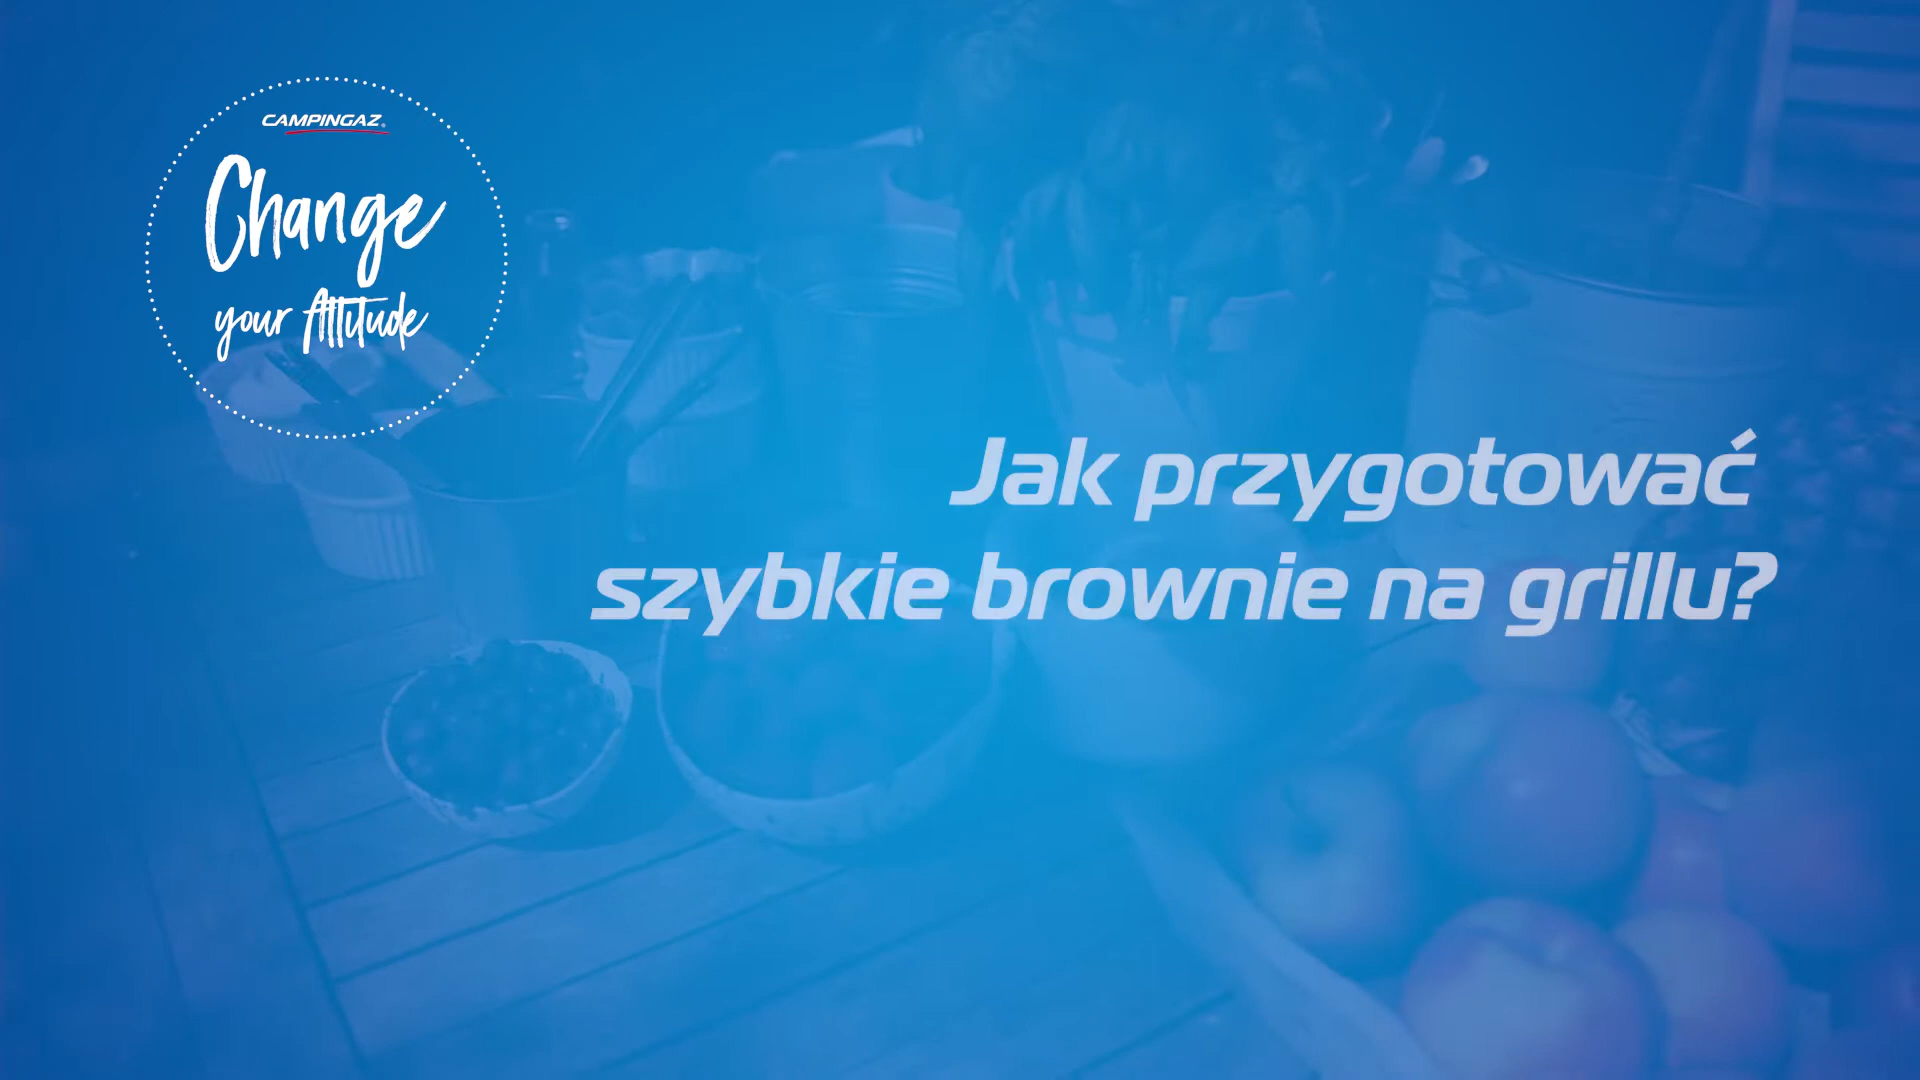 CAMPINGAZ®
Change
your Attitude
Jak przygotować
szybkie brownie na grillu?